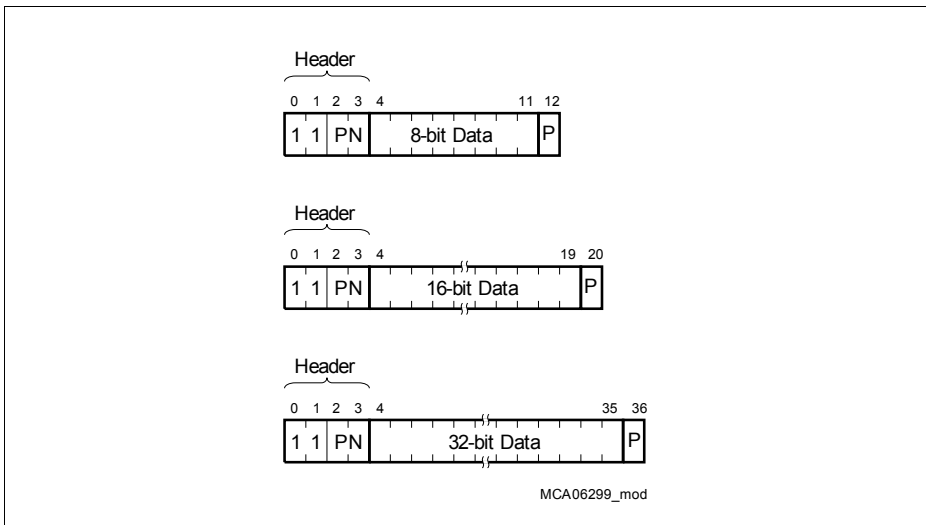 Header
0 1 2 3 4 11 12
1 1 PN 8-bit Data P
Header
0 1 2 3 4 19 20
1 1 PN 16-bit Data P
Header
0 1 2 3 4 35 36
1 1 PN 32-bit Data P
MCA06299_mod